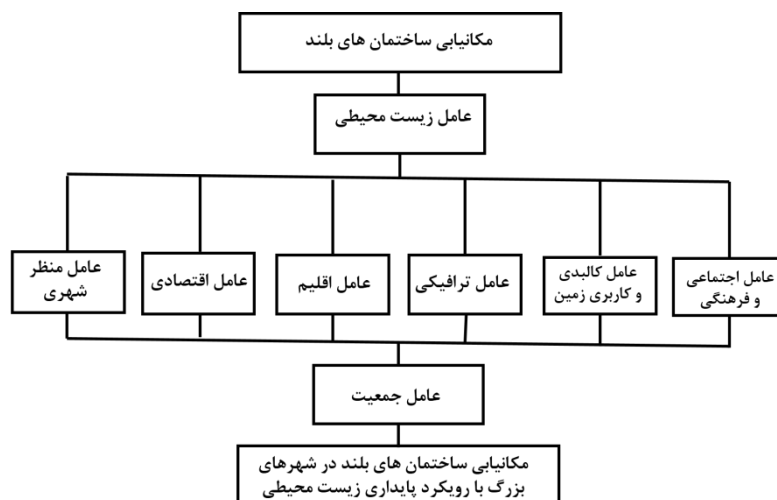 مکانیابی ساختمان های بلند
عامل زیست محیطی
عامل اجتماعی
و فرهنگی
عامل کالبدی
و کاربری زمین
عامل ترافیکی
عامل اقلیم
عامل اقتصادی
عامل منظر
شهری
عامل جمعیت
مکانیابی ساختمان های بلند در شهرهای
بزرگ با رویکرد پایداری زیست محیطی